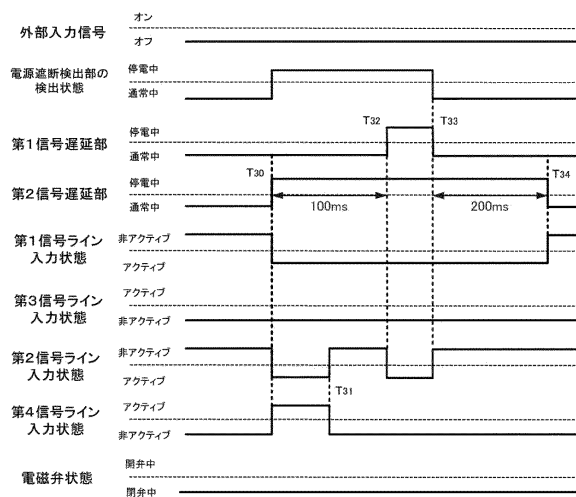 外部入力信号
オン
オフ
電源遮断検出部の
検出状態
停電中
通常中
第1信号遅延部
停電中
通常中
T32
T33
第2信号遅延部
停電中
通常中
T30
T34
100ms
200ms
第1信号ライン
入力状態
非アクティブ
アクティブ
第3信号ライン
入力状態
アクティブ
非アクティブ
第2信号ライン
入力状態
非アクティブ
アクティブ
T31
第4信号ライン
入力状態
アクティブ
非アクティブ
電磁弁状態
開弁中
閉弁中